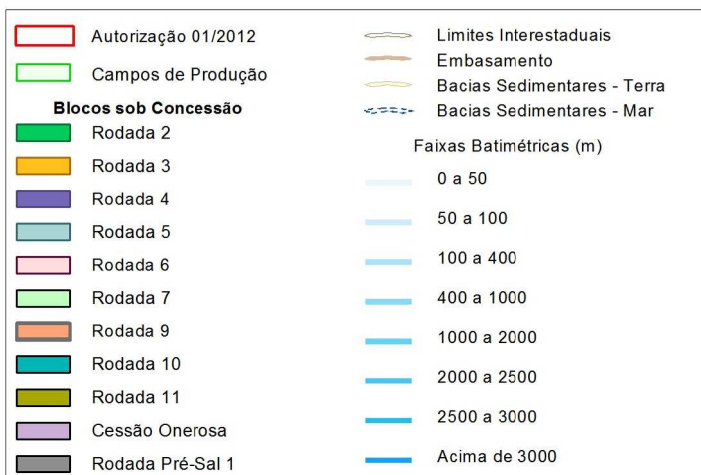 Autorização 01/2012
Campos de Produção
Blocos sob Concessão
Rodada 2
Rodada 3
Rodada 4
Rodada 5
Rodada 6
Rodada 7
Rodada 9
Rodada 10
Rodada 11
Cessão Onerosa
Rodada Pré-Sal 1
Limites Interestaduais
Embasamento
Bacias Sedimentares - Terra
Bacias Sedimentares - Mar
Faixas Batimétricas (m)
0 a 50
50 a 100
100 a 400
400 a 1000
1000 a 2000
2000 a 2500
2500 a 3000
Acima de 3000